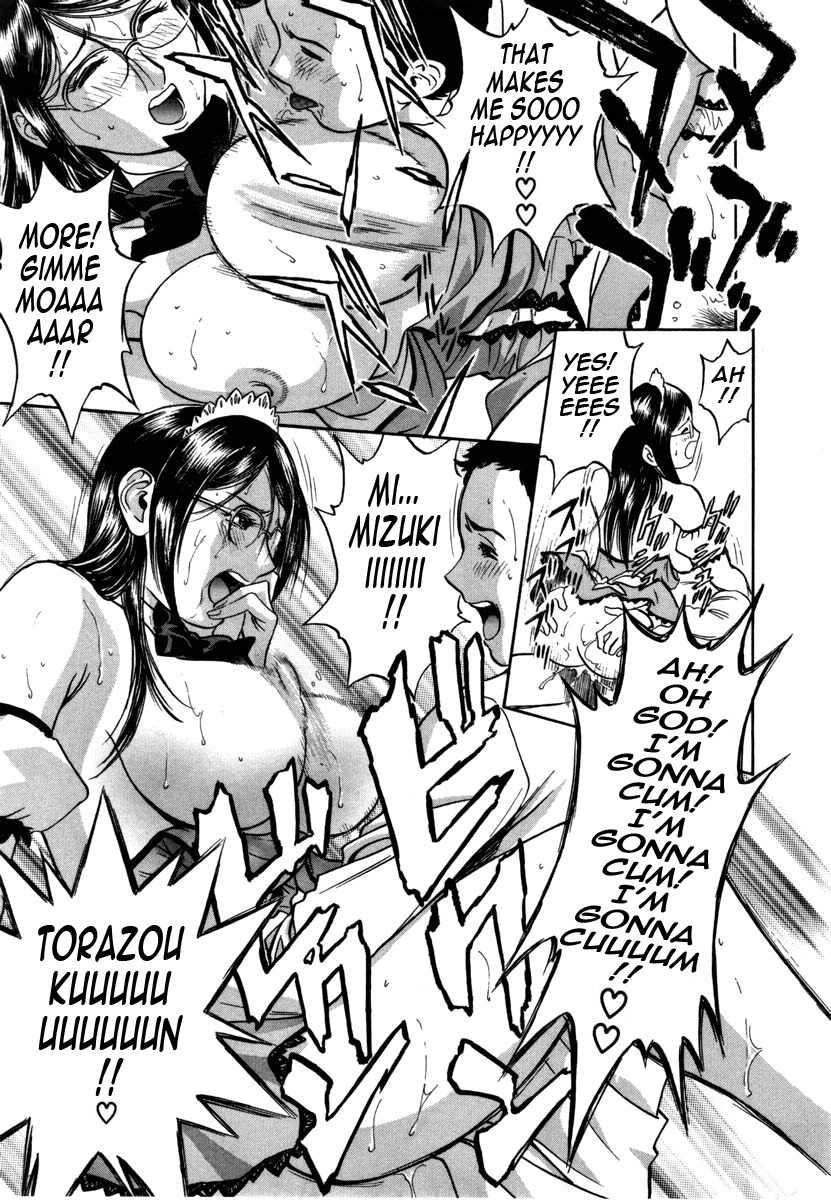 THAT
MAKES
ME SOOO
HAPPYYYY
!!
♡
♡
MORE!
GIMME
MOAAA
AAAR
!!
AH
!!
YES!
YEEE
EEES
!!
MI...
MIZUKI
IIIIIIIII
!!
AH!
OH
GOD!
I'M
GONNA
CUM!
I'M
GONNA
CUM!
I'M
GONNA
CUUUUM
!!
♡
♡
TORAZOU
KUUUUU
UUUUUUN
!!
♡